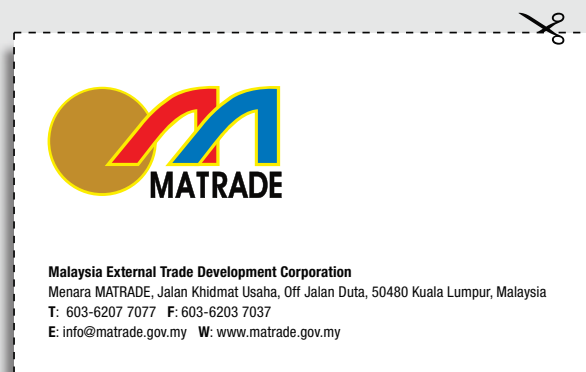 MATRADE
Malaysia External Trade Development Corporation
Menara MATRADE, Jalan Khidmat Usaha, Off Jalan Duta, 50480 Kuala Lumpur, Malaysia
T: 603-6207 7077 F: 603-6203 7037
E: info@matrade.gov.my W: www.matrade.gov.my